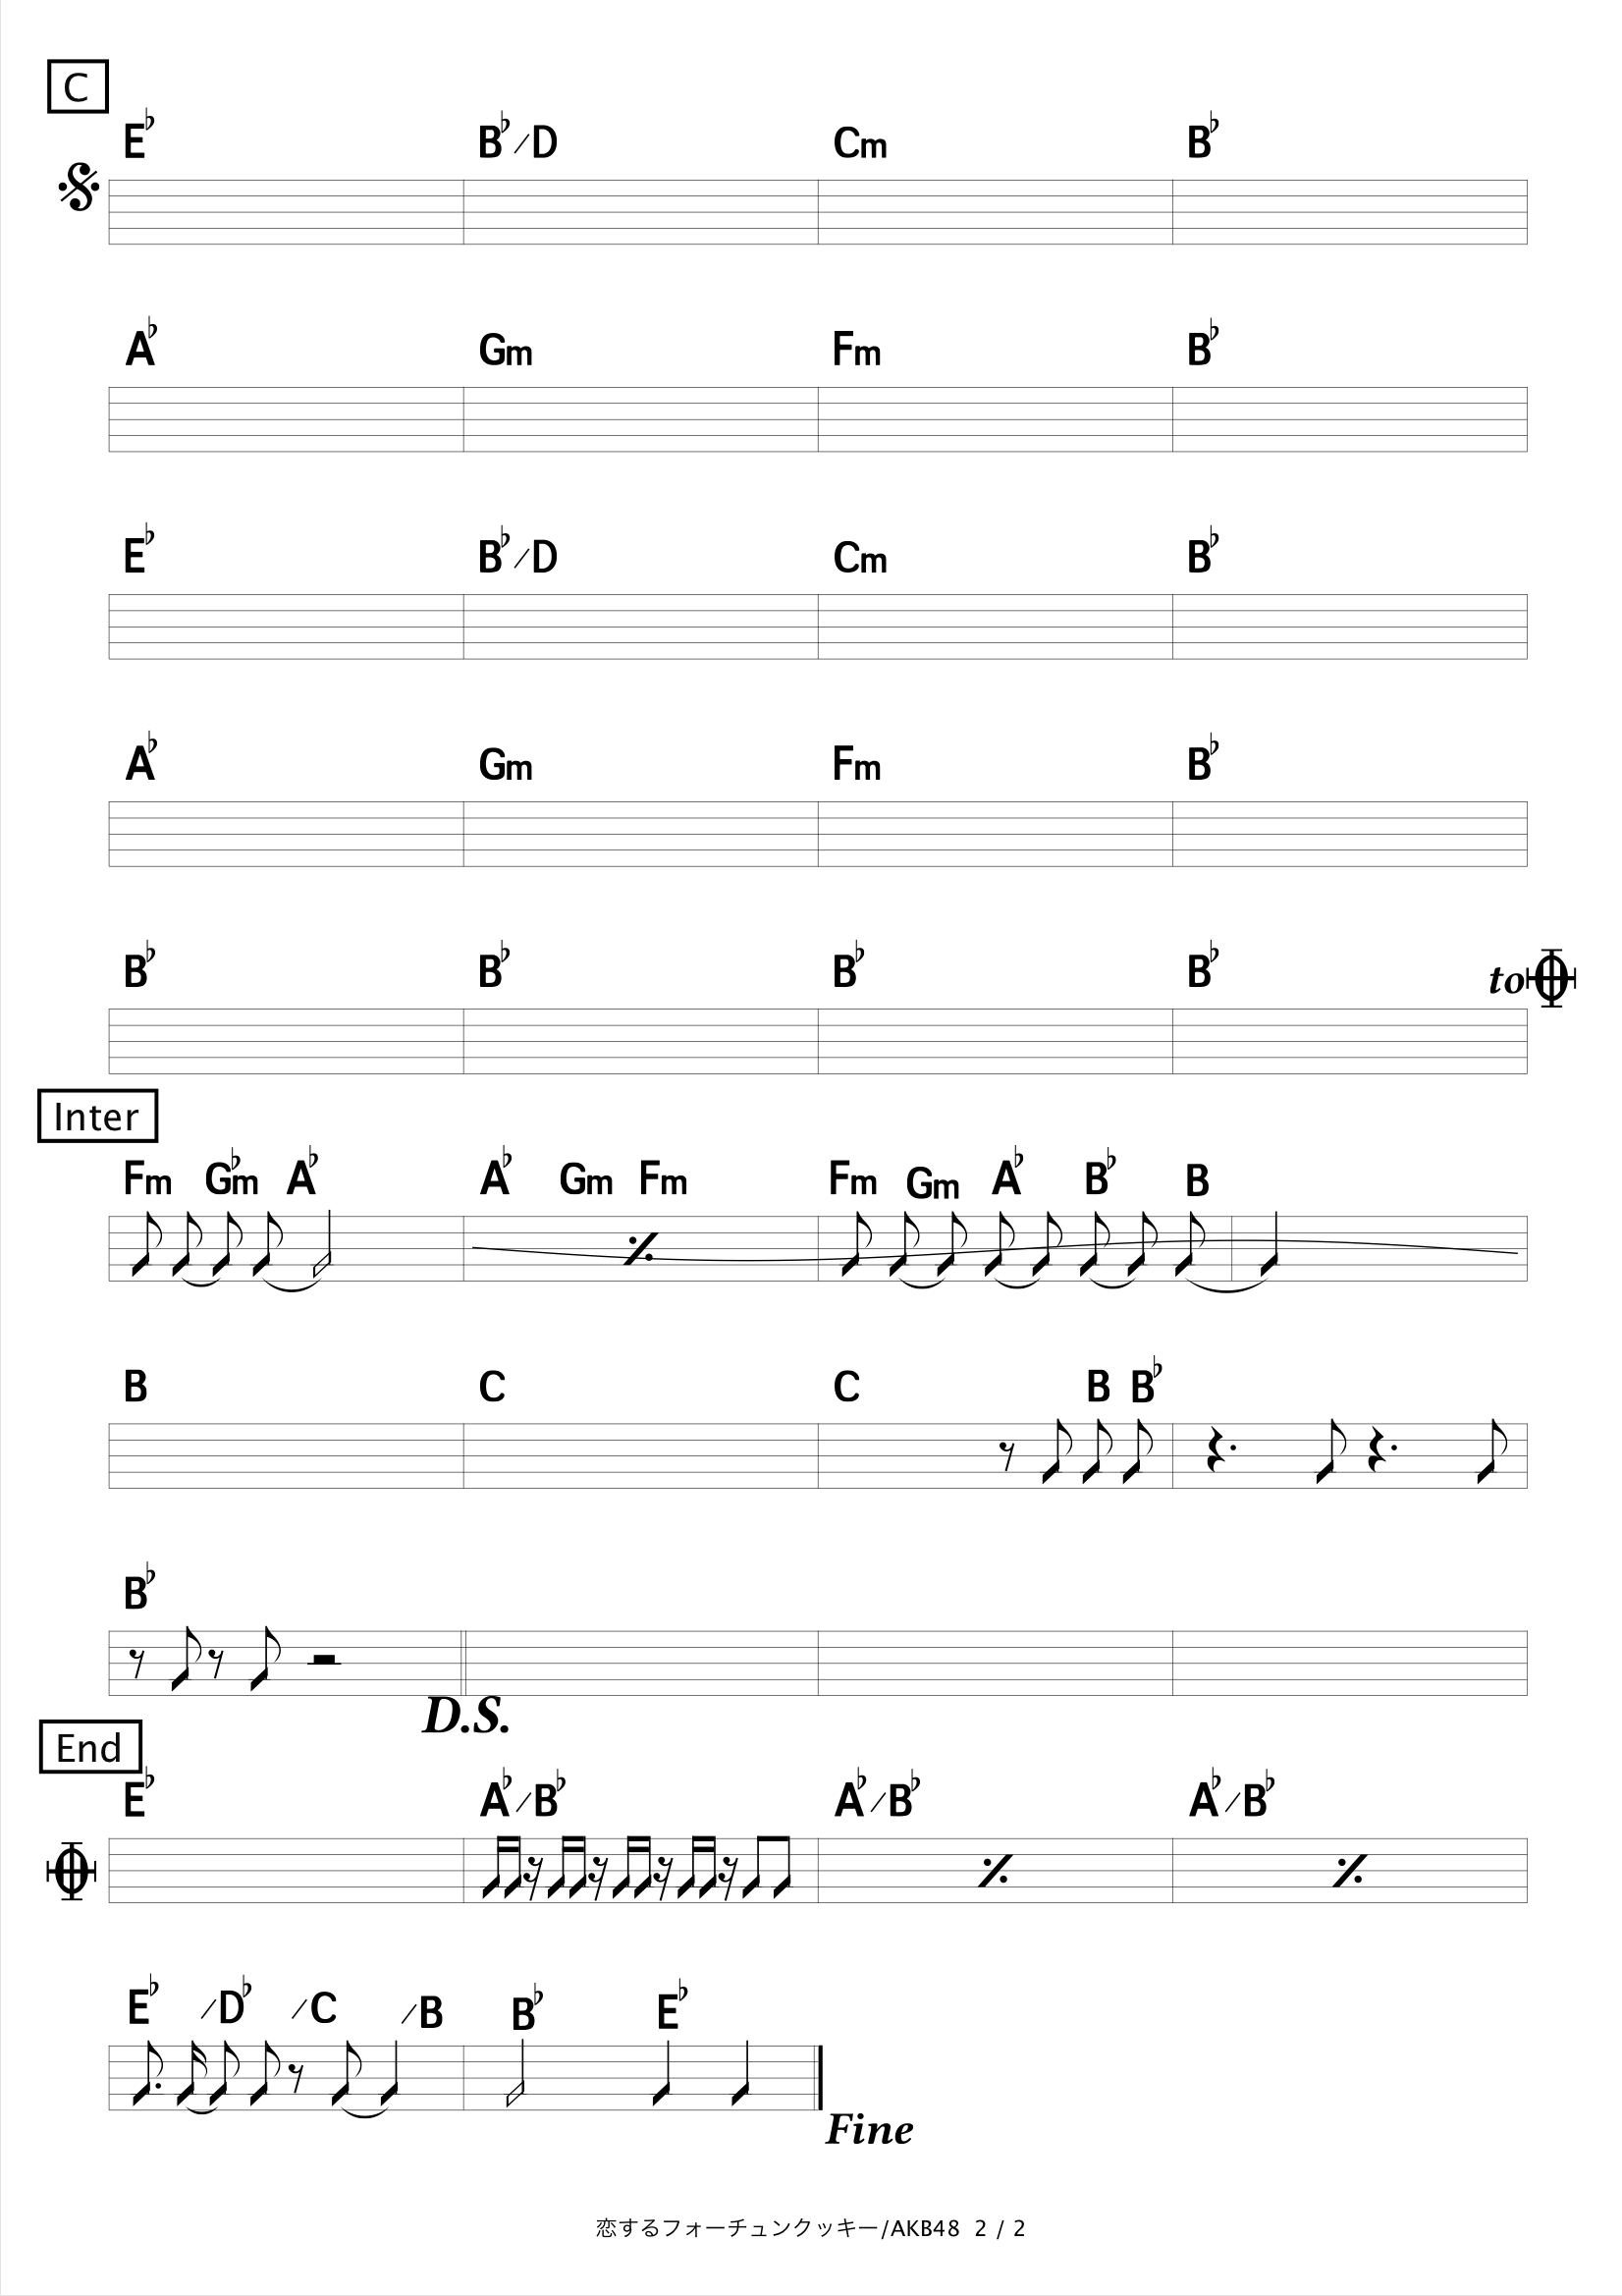 C
E♭ B♭/D Cm B♭
A♭ Gm Fm B♭
E♭ B♭/D Cm B♭
A♭ Gm Fm B♭
B♭ B♭ B♭ B♭ to
Inter
Fm G♭m A♭ A♭ Gm Fm Fm Gm A♭ B♭ B
B C C B B♭
B♭
D.S.
End
E♭ A♭/B♭ A♭/B♭ A♭/B♭
E♭ /D♭ /C /B B♭ E♭
Fine
恋するフォーチュンクッキー/AKB48 2 / 2